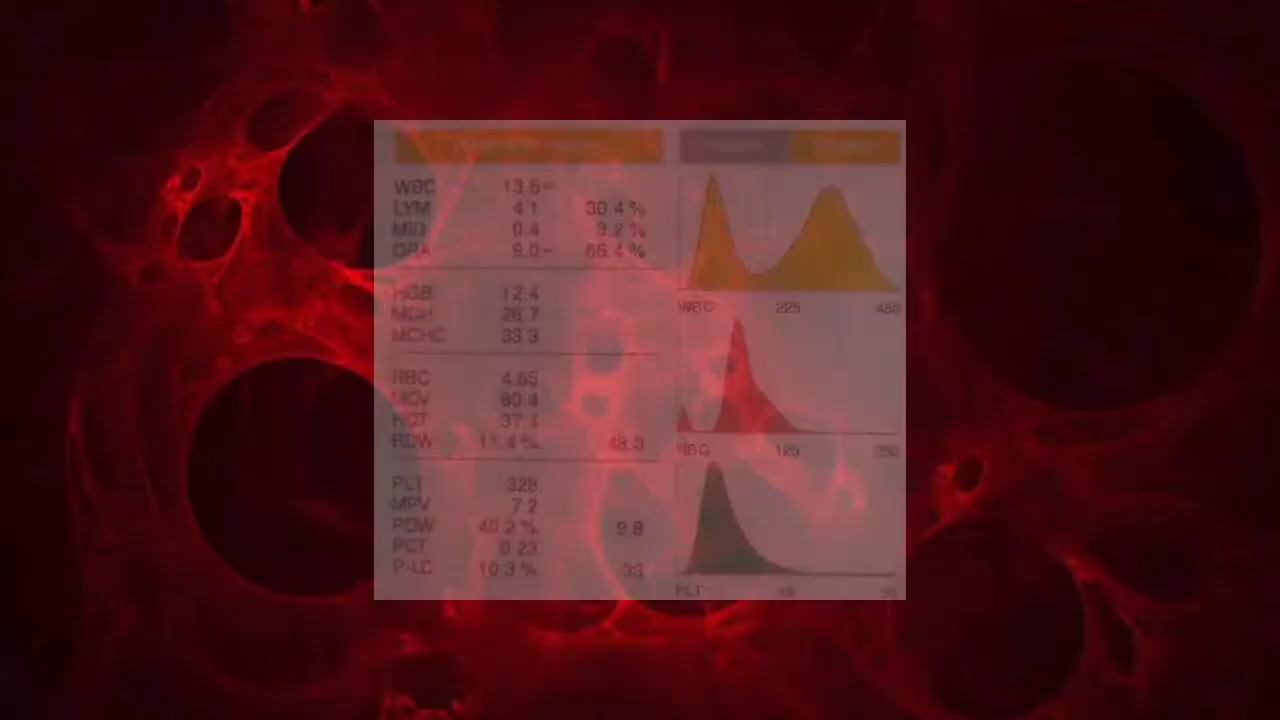 WBC 13.5
LYM 4.1 30.4 %
MID 0.4 3.2 %
GRA 9.0 66.4 %
HGB 12.4
MCH 26.7
MCHC 33.3
RBC 4.65
MCV 80.4
HCT 37.4
RDW 11.4 % 48.3
PLT 328
MPV 7.2
PDW 40.2 % 9.8
PCT 0.23
P-LC 10.3 % 33
WBC 225 450
RBC 125 250
PLT